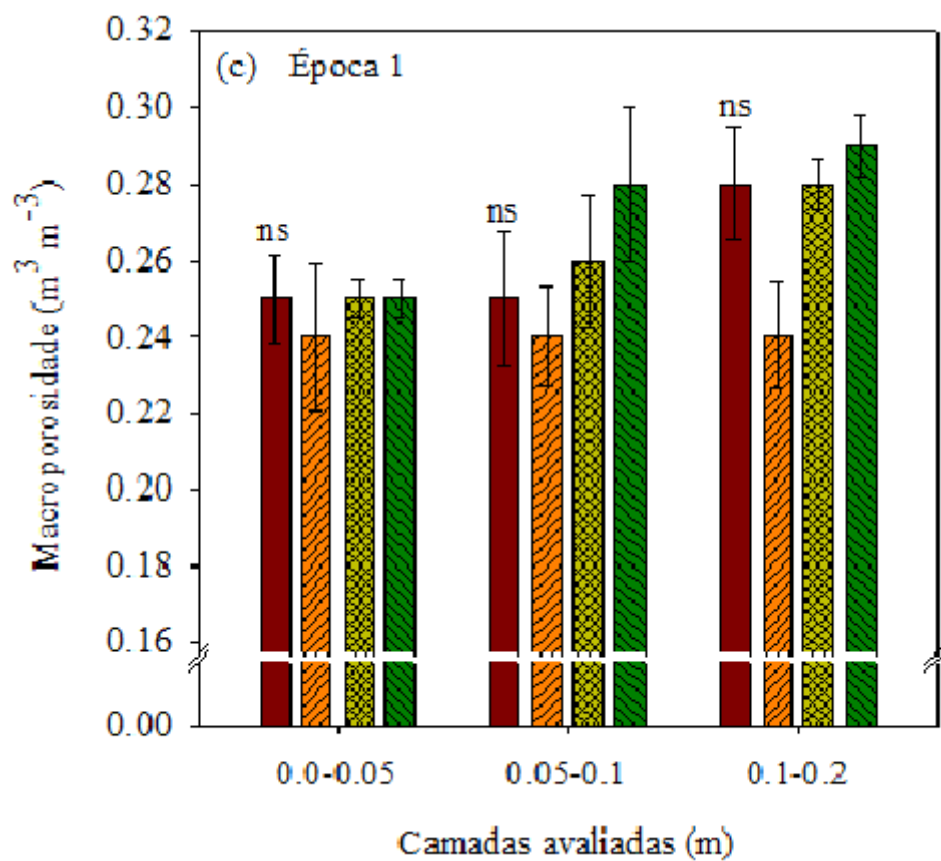 (c) Época 1
0.32
0.30
0.28
0.26
0.24
0.22
0.20
0.18
0.16
0.00
Macroporosidade (m³ m⁻³)
ns
ns
ns
0.0-0.05
0.05-0.1
0.1-0.2
Camadas avaliadas (m)